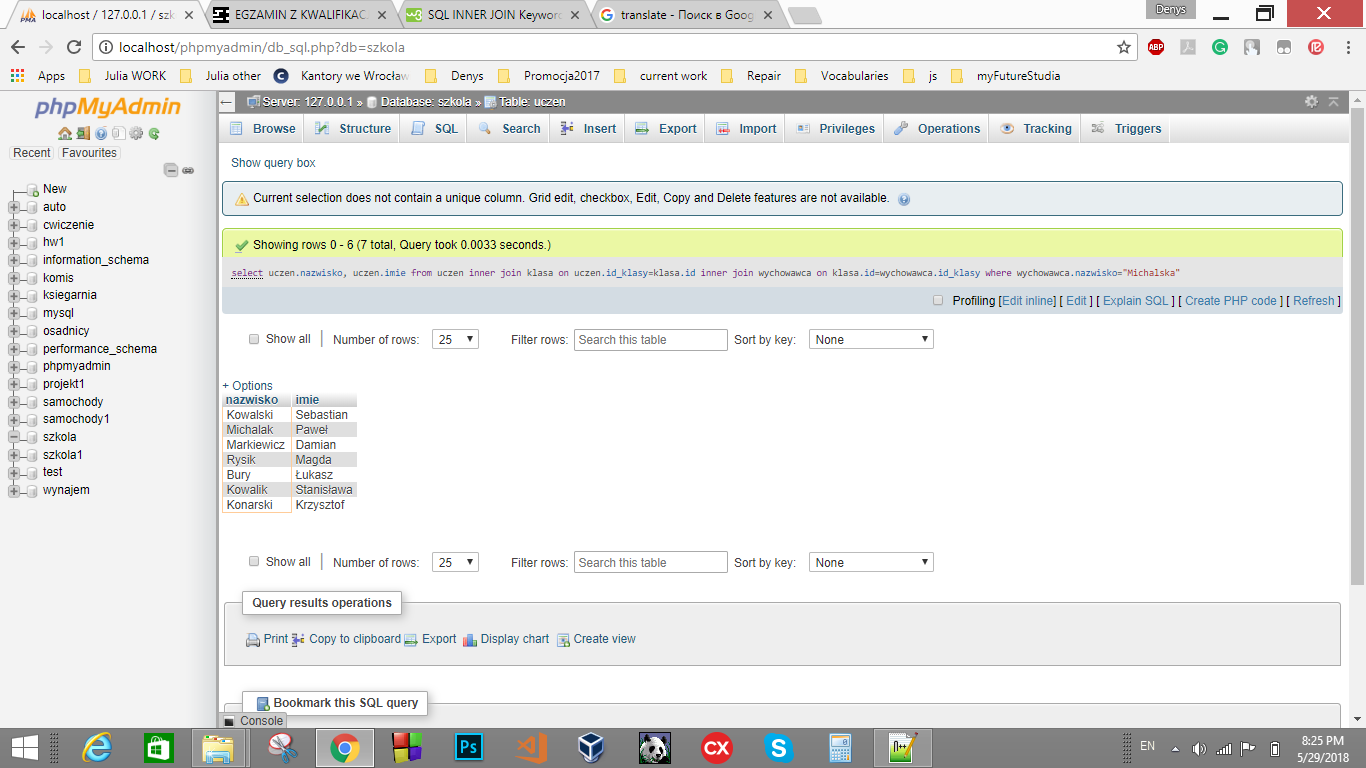 localhost / 127.0.0.1 / szk
EGZAMIN Z KWALIFIKAC
SQL INNER JOIN Keyword
translate - Поиск в Goog
Denys
localhost/phpmyadmin/db_sql.php?db=szkola
Apps Julia WORK Julia other Kantory we Wrocław Denys Promocja2017 current work Repair Vocabularies js myFutureStudia
phpMyAdmin
Recent Favourites
New
auto
cwiczenie
hw1
information_schema
komis
ksiegarnia
mysql
osadnicy
performance_schema
phpmyadmin
projekt1
samochody
samochody1
szkola
szkola1
test
wynajem
Server: 127.0.0.1 » Database: szkola » Table: uczen
Browse Structure SQL Search Insert Export Import Privileges Operations Tracking Triggers
Show query box
Current selection does not contain a unique column. Grid edit, checkbox, Edit, Copy and Delete features are not available.
Showing rows 0 - 6 (7 total, Query took 0.0033 seconds.)
select uczen.nazwisko, uczen.imie from uczen inner join klasa on uczen.id_klasy=klasa.id inner join wychowawca on klasa.id=wychowawca.id_klasy where wychowawca.nazwisko="Michalska"
Profiling [Edit inline] [ Edit ] [ Explain SQL ] [ Create PHP code ] [ Refresh ]
Show all Number of rows: 25 Filter rows: Search this table Sort by key: None
+ Options
nazwisko imie
Kowalski Sebastian
Michalak Paweł
Markiewicz Damian
Rysik Magda
Bury Łukasz
Kowalik Stanisława
Konarski Krzysztof
Show all Number of rows: 25 Filter rows: Search this table Sort by key: None
Query results operations
Print Copy to clipboard Export Display chart Create view
Bookmark this SQL query
Console
EN
8:25 PM
5/29/2018